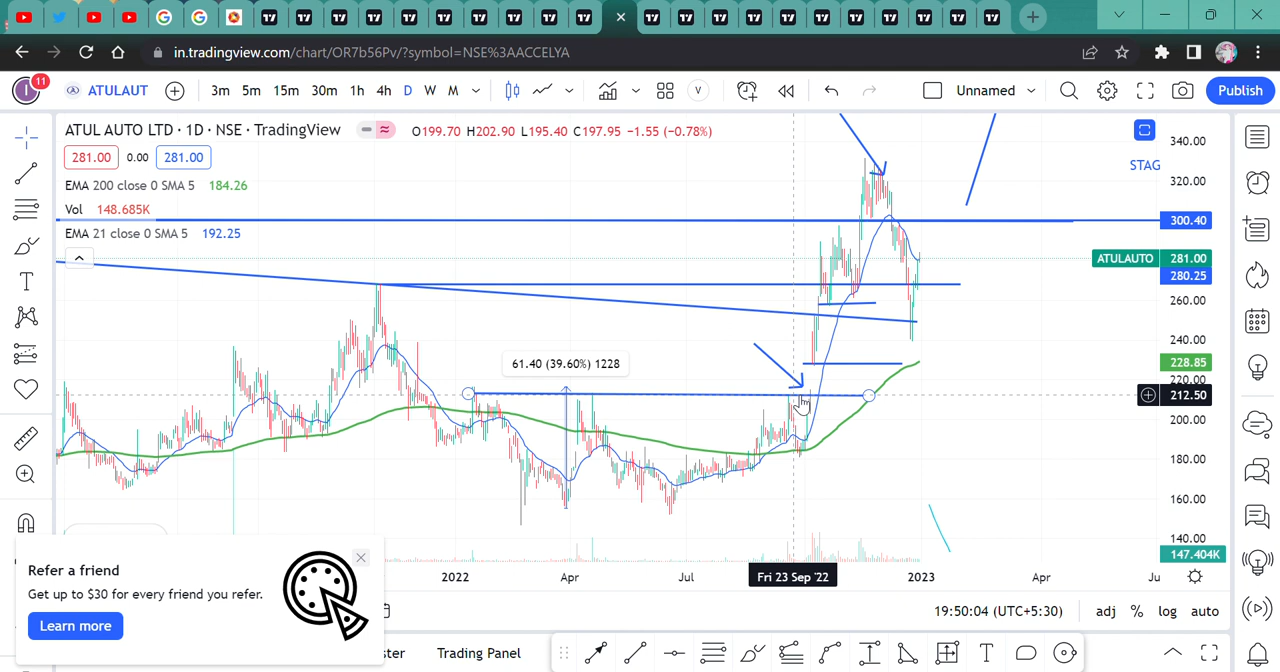 in.tradingview.com/chart/OR7b56Pv/?symbol=NSE%3AACCELYA
11
ATULAUT 3m 5m 15m 30m 1h 4h D W M V Unnamed Publish
ATUL AUTO LTD · 1D · NSE · TradingView O199.70 H202.90 L195.40 C197.95 −1.55 (−0.78%)
281.00 0.00 281.00
EMA 200 close 0 SMA 5 184.26
Vol 148.685K
EMA 21 close 0 SMA 5 192.25
STAG
340.00
320.00
300.40
ATULAUTO 281.00
280.25
260.00
240.00
228.85
220.00
212.50
200.00
180.00
160.00
140.00
147.404K
61.40 (39.60%) 1228
2022 Apr Jul Fri 23 Sep '22 2023 Apr Ju
19:50:04 (UTC+5:30) adj % log auto
Refer a friend
Get up to $30 for every friend you refer.
Learn more
ster Trading Panel